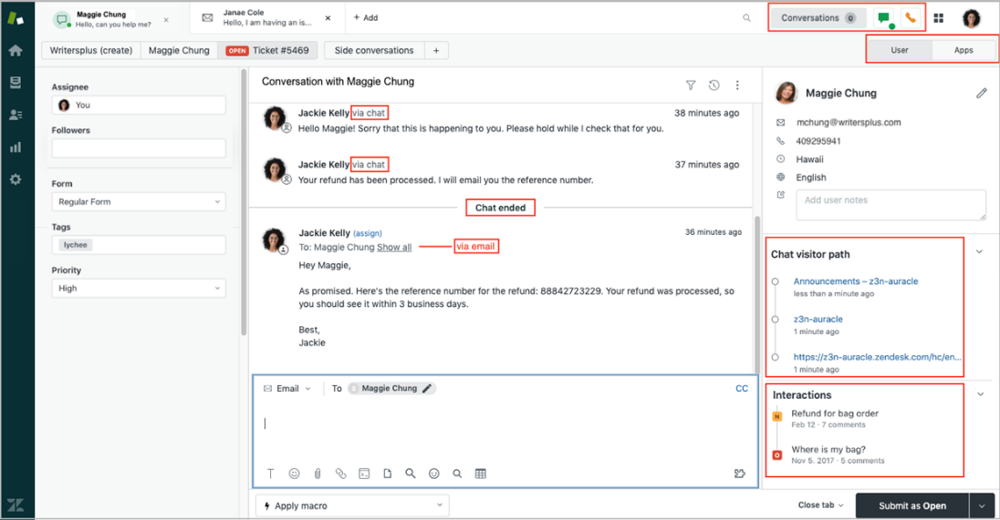 Maggie Chung
Hello, can you help me?
×
Janae Cole
Hello, I am having an is...
×
+ Add
Conversations 0
Writersplus (create)
Maggie Chung
OPEN Ticket #5469
Side conversations
+
User
Apps
Assignee
You
Followers
Form
Regular Form
Tags
lychee
Priority
High
Conversation with Maggie Chung
Jackie Kelly via chat 38 minutes ago
Hello Maggie! Sorry that this is happening to you. Please hold while I check that for you.
Jackie Kelly via chat 37 minutes ago
Your refund has been processed. I will email you the reference number.
Chat ended
Jackie Kelly (assign) 36 minutes ago
To: Maggie Chung Show all via email
Hey Maggie,
As promised. Here's the reference number for the refund: 88842723229. Your refund was processed, so
you should see it within 3 business days.
Best,
Jackie
Email To Maggie Chung CC
Apply macro
Maggie Chung
mchung@writersplus.com
409295941
Hawaii
English
Add user notes
Chat visitor path
Announcements – z3n-auracle
less than a minute ago
z3n-auracle
1 minute ago
https://z3n-auracle.zendesk.com/hc/en...
1 minute ago
Interactions
N Refund for bag order
Feb 12 · 7 comments
O Where is my bag?
Nov 5. 2017 · 5 comments
Close tab
Submit as Open